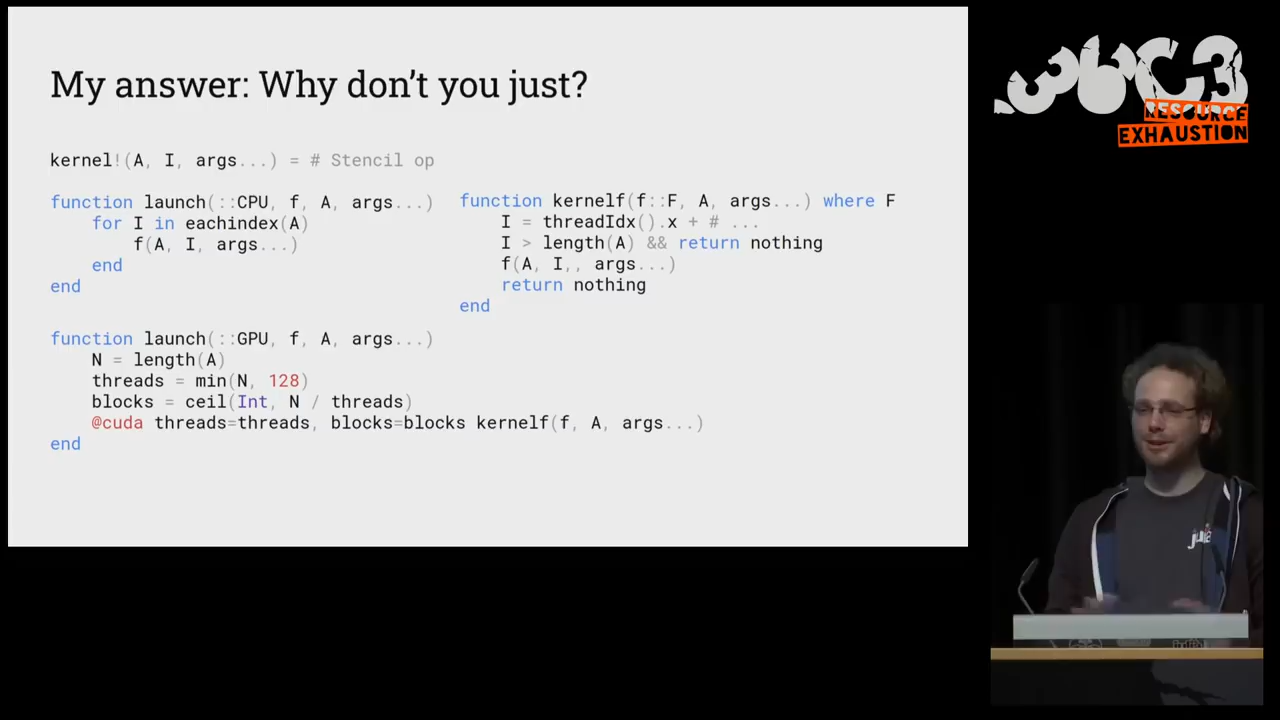 My answer: Why don't you just?
kernel!(A, I, args...) = # Stencil op
function launch(::CPU, f, A, args...)
for I in eachindex(A)
f(A, I, args...)
end
end
function kernelf(f::F, A, args...) where F
I = threadIdx().x + # ...
I > length(A) && return nothing
f(A, I,, args...)
return nothing
end
function launch(::GPU, f, A, args...)
N = length(A)
threads = min(N, 128)
blocks = ceil(Int, N / threads)
@cuda threads=threads, blocks=blocks kernelf(f, A, args...)
end
36C3
RESOURCE
EXHAUSTION
julia